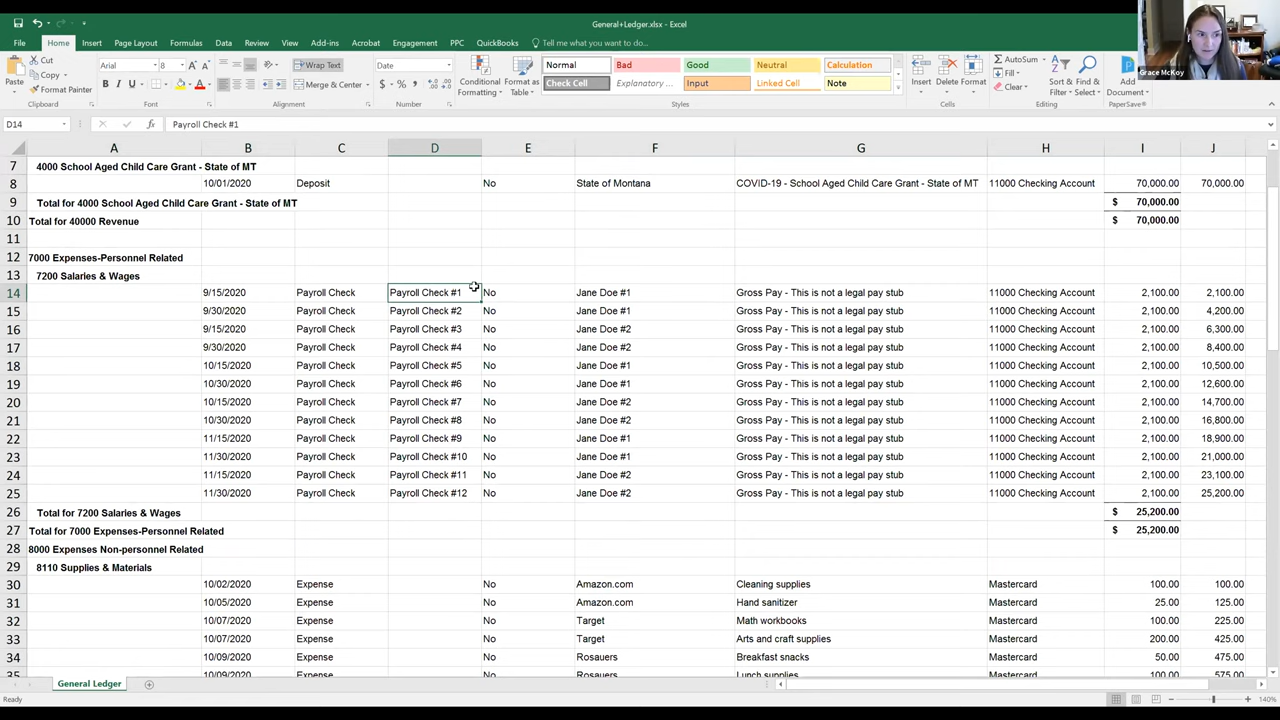 General+Ledger.xlsx - Excel
File Home Insert Page Layout Formulas Data Review View Add-ins Acrobat Engagement PPC QuickBooks Tell me what you want to do...
Cut
Copy
Format Painter
Paste
Clipboard
Arial 8
B I U
Font
Wrap Text
Merge & Center
Alignment
Date
$ % ,
Number
Conditional Formatting
Format as Table
Normal Bad Good Neutral Calculation
Check Cell Explanatory ... Input Linked Cell Note
Styles
Insert Delete Format
Cells
AutoSum
Fill
Clear
Sort & Filter
Find & Select
Editing
Add To Documents
PaperSave
Grace McKoy
D14 fx Payroll Check #1
A B C D E F G H I J
7 4000 School Aged Child Care Grant - State of MT
8 10/01/2020 Deposit No State of Montana COVID-19 - School Aged Child Care Grant - State of MT 11000 Checking Account 70,000.00 70,000.00
9 Total for 4000 School Aged Child Care Grant - State of MT $ 70,000.00
10 Total for 40000 Revenue $ 70,000.00
11
12 7000 Expenses-Personnel Related
13 7200 Salaries & Wages
14 9/15/2020 Payroll Check Payroll Check #1 No Jane Doe #1 Gross Pay - This is not a legal pay stub 11000 Checking Account 2,100.00 2,100.00
15 9/30/2020 Payroll Check Payroll Check #2 No Jane Doe #1 Gross Pay - This is not a legal pay stub 11000 Checking Account 2,100.00 4,200.00
16 9/15/2020 Payroll Check Payroll Check #3 No Jane Doe #2 Gross Pay - This is not a legal pay stub 11000 Checking Account 2,100.00 6,300.00
17 9/30/2020 Payroll Check Payroll Check #4 No Jane Doe #2 Gross Pay - This is not a legal pay stub 11000 Checking Account 2,100.00 8,400.00
18 10/15/2020 Payroll Check Payroll Check #5 No Jane Doe #1 Gross Pay - This is not a legal pay stub 11000 Checking Account 2,100.00 10,500.00
19 10/30/2020 Payroll Check Payroll Check #6 No Jane Doe #1 Gross Pay - This is not a legal pay stub 11000 Checking Account 2,100.00 12,600.00
20 10/15/2020 Payroll Check Payroll Check #7 No Jane Doe #2 Gross Pay - This is not a legal pay stub 11000 Checking Account 2,100.00 14,700.00
21 10/30/2020 Payroll Check Payroll Check #8 No Jane Doe #2 Gross Pay - This is not a legal pay stub 11000 Checking Account 2,100.00 16,800.00
22 11/15/2020 Payroll Check Payroll Check #9 No Jane Doe #1 Gross Pay - This is not a legal pay stub 11000 Checking Account 2,100.00 18,900.00
23 11/30/2020 Payroll Check Payroll Check #10 No Jane Doe #1 Gross Pay - This is not a legal pay stub 11000 Checking Account 2,100.00 21,000.00
24 11/15/2020 Payroll Check Payroll Check #11 No Jane Doe #2 Gross Pay - This is not a legal pay stub 11000 Checking Account 2,100.00 23,100.00
25 11/30/2020 Payroll Check Payroll Check #12 No Jane Doe #2 Gross Pay - This is not a legal pay stub 11000 Checking Account 2,100.00 25,200.00
26 Total for 7200 Salaries & Wages $ 25,200.00
27 Total for 7000 Expenses-Personnel Related $ 25,200.00
28 8000 Expenses Non-personnel Related
29 8110 Supplies & Materials
30 10/02/2020 Expense No Amazon.com Cleaning supplies Mastercard 100.00 100.00
31 10/05/2020 Expense No Amazon.com Hand sanitizer Mastercard 25.00 125.00
32 10/07/2020 Expense No Target Math workbooks Mastercard 100.00 225.00
33 10/07/2020 Expense No Target Arts and craft supplies Mastercard 200.00 425.00
34 10/09/2020 Expense No Rosauers Breakfast snacks Mastercard 50.00 475.00
35 10/09/2020 Expense No Rosauers Lunch supplies Mastercard 100.00 575.00
General Ledger
Ready 140%